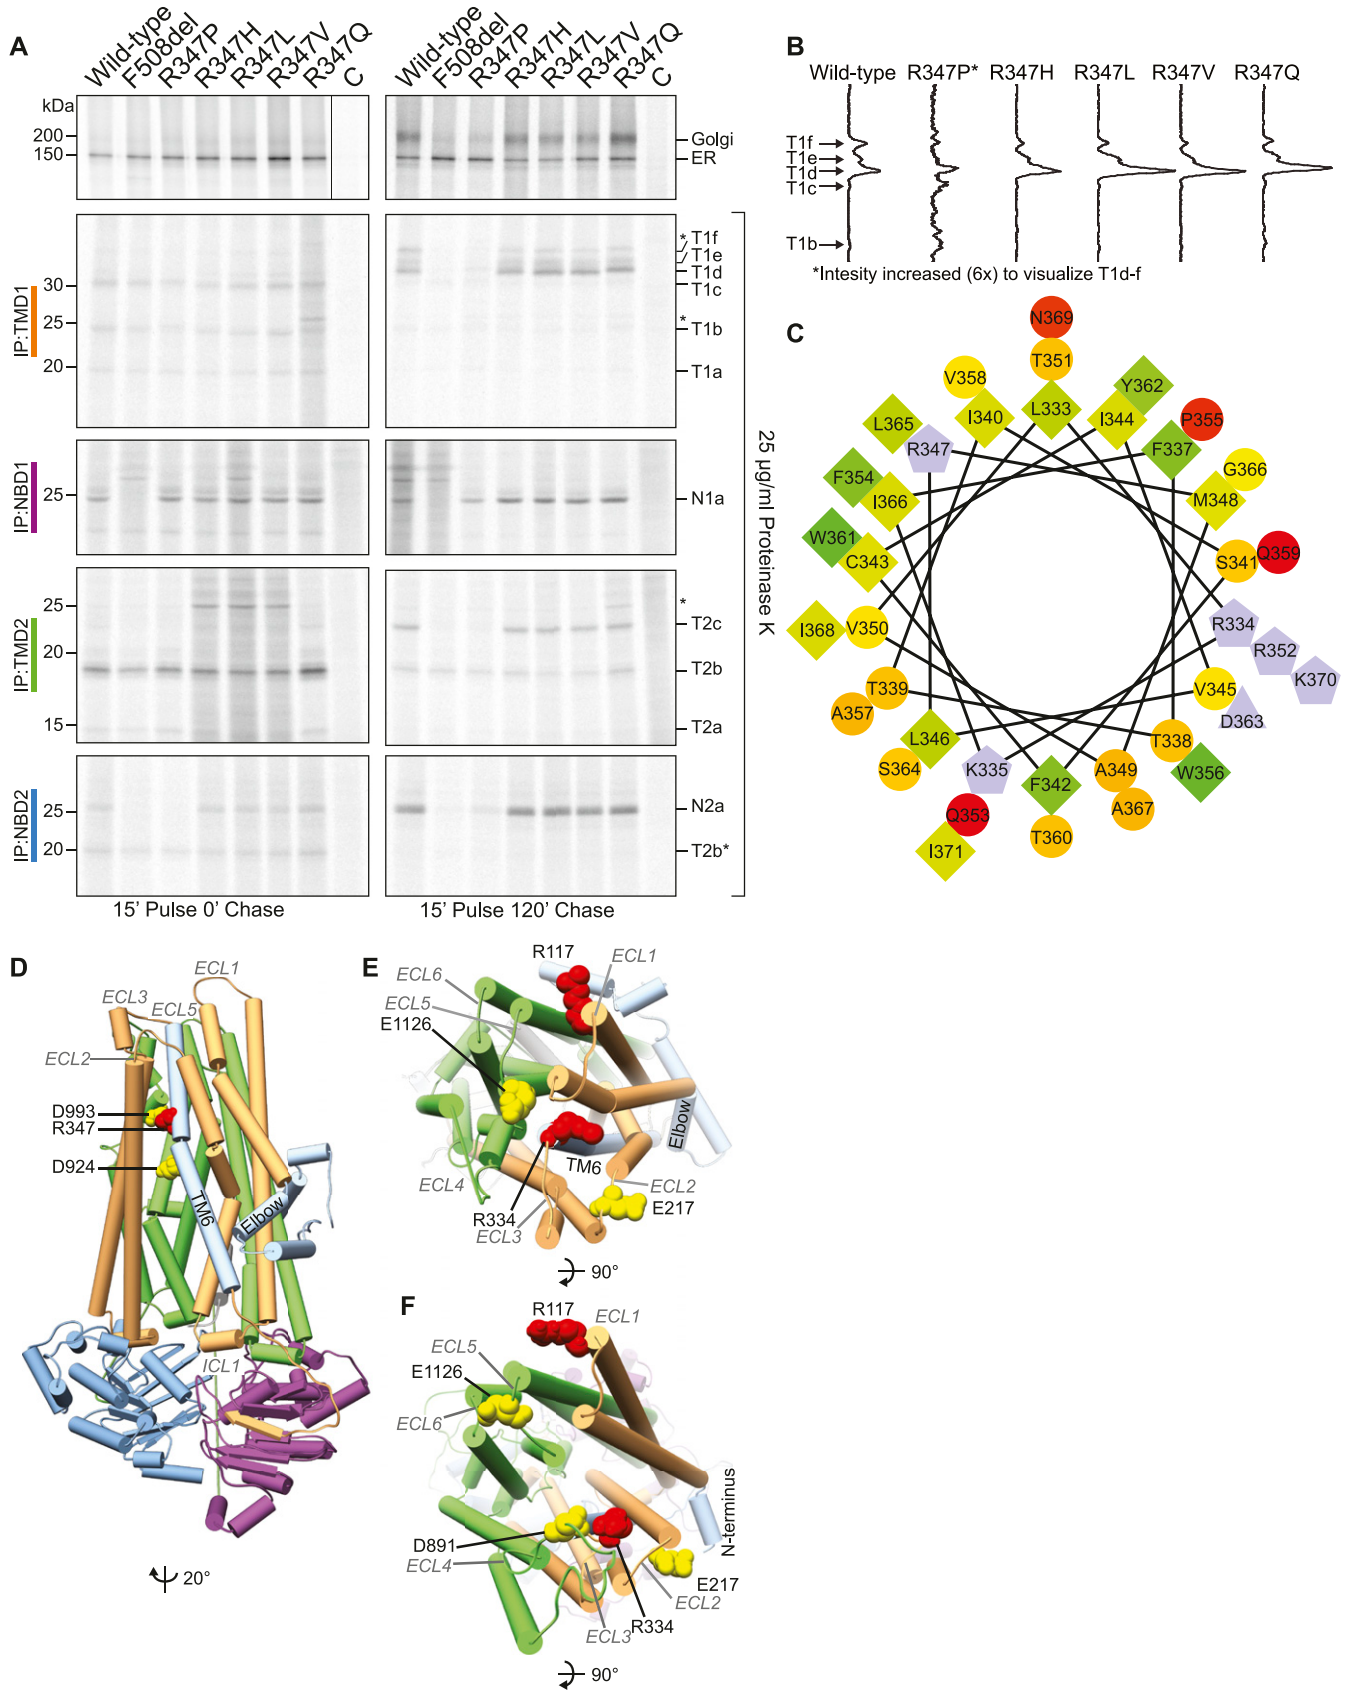 A
Wild-type
F508del
R347P
R347H
R347L
R347V
R347Q
C
Wild-type
F508del
R347P
R347H
R347L
R347V
R347Q
C
kDa
200
150
Golgi
ER
IP:TMD1
30
25
20
* T1f
T1e
T1d
T1c
* T1b
T1a
IP:NBD1
25
N1a
IP:TMD2
25
20
15
*
T2c
T2b
T2a
IP:NBD2
25
20
N2a
T2b*
25 µg/ml Proteinase K
15' Pulse 0' Chase
15' Pulse 120' Chase
B
Wild-type R347P* R347H R347L R347V R347Q
T1f
T1e
T1d
T1c
T1b
*Intesity increased (6x) to visualize T1d-f
C
N369
T351
V358
Y362
L365
I340
L333
I344
P355
R347
F337
F354
G366
I366
M348
W361
C343
S341
Q359
I368
V350
R334
R352
K370
T339
V345
A357
D363
L346
T338
S364
K335
F342
A349
W356
Q353
A367
I371
T360
D
ECL1
ECL3
ECL5
ECL2
D993
R347
D924
TM6
Elbow
ICL1
20°
E
R117
ECL1
ECL6
ECL5
E1126
Elbow
TM6
ECL4
ECL2
R334
E217
ECL3
90°
F
R117
ECL1
ECL5
E1126
ECL6
N-terminus
D891
ECL4
E217
ECL2
R334
ECL3
90°